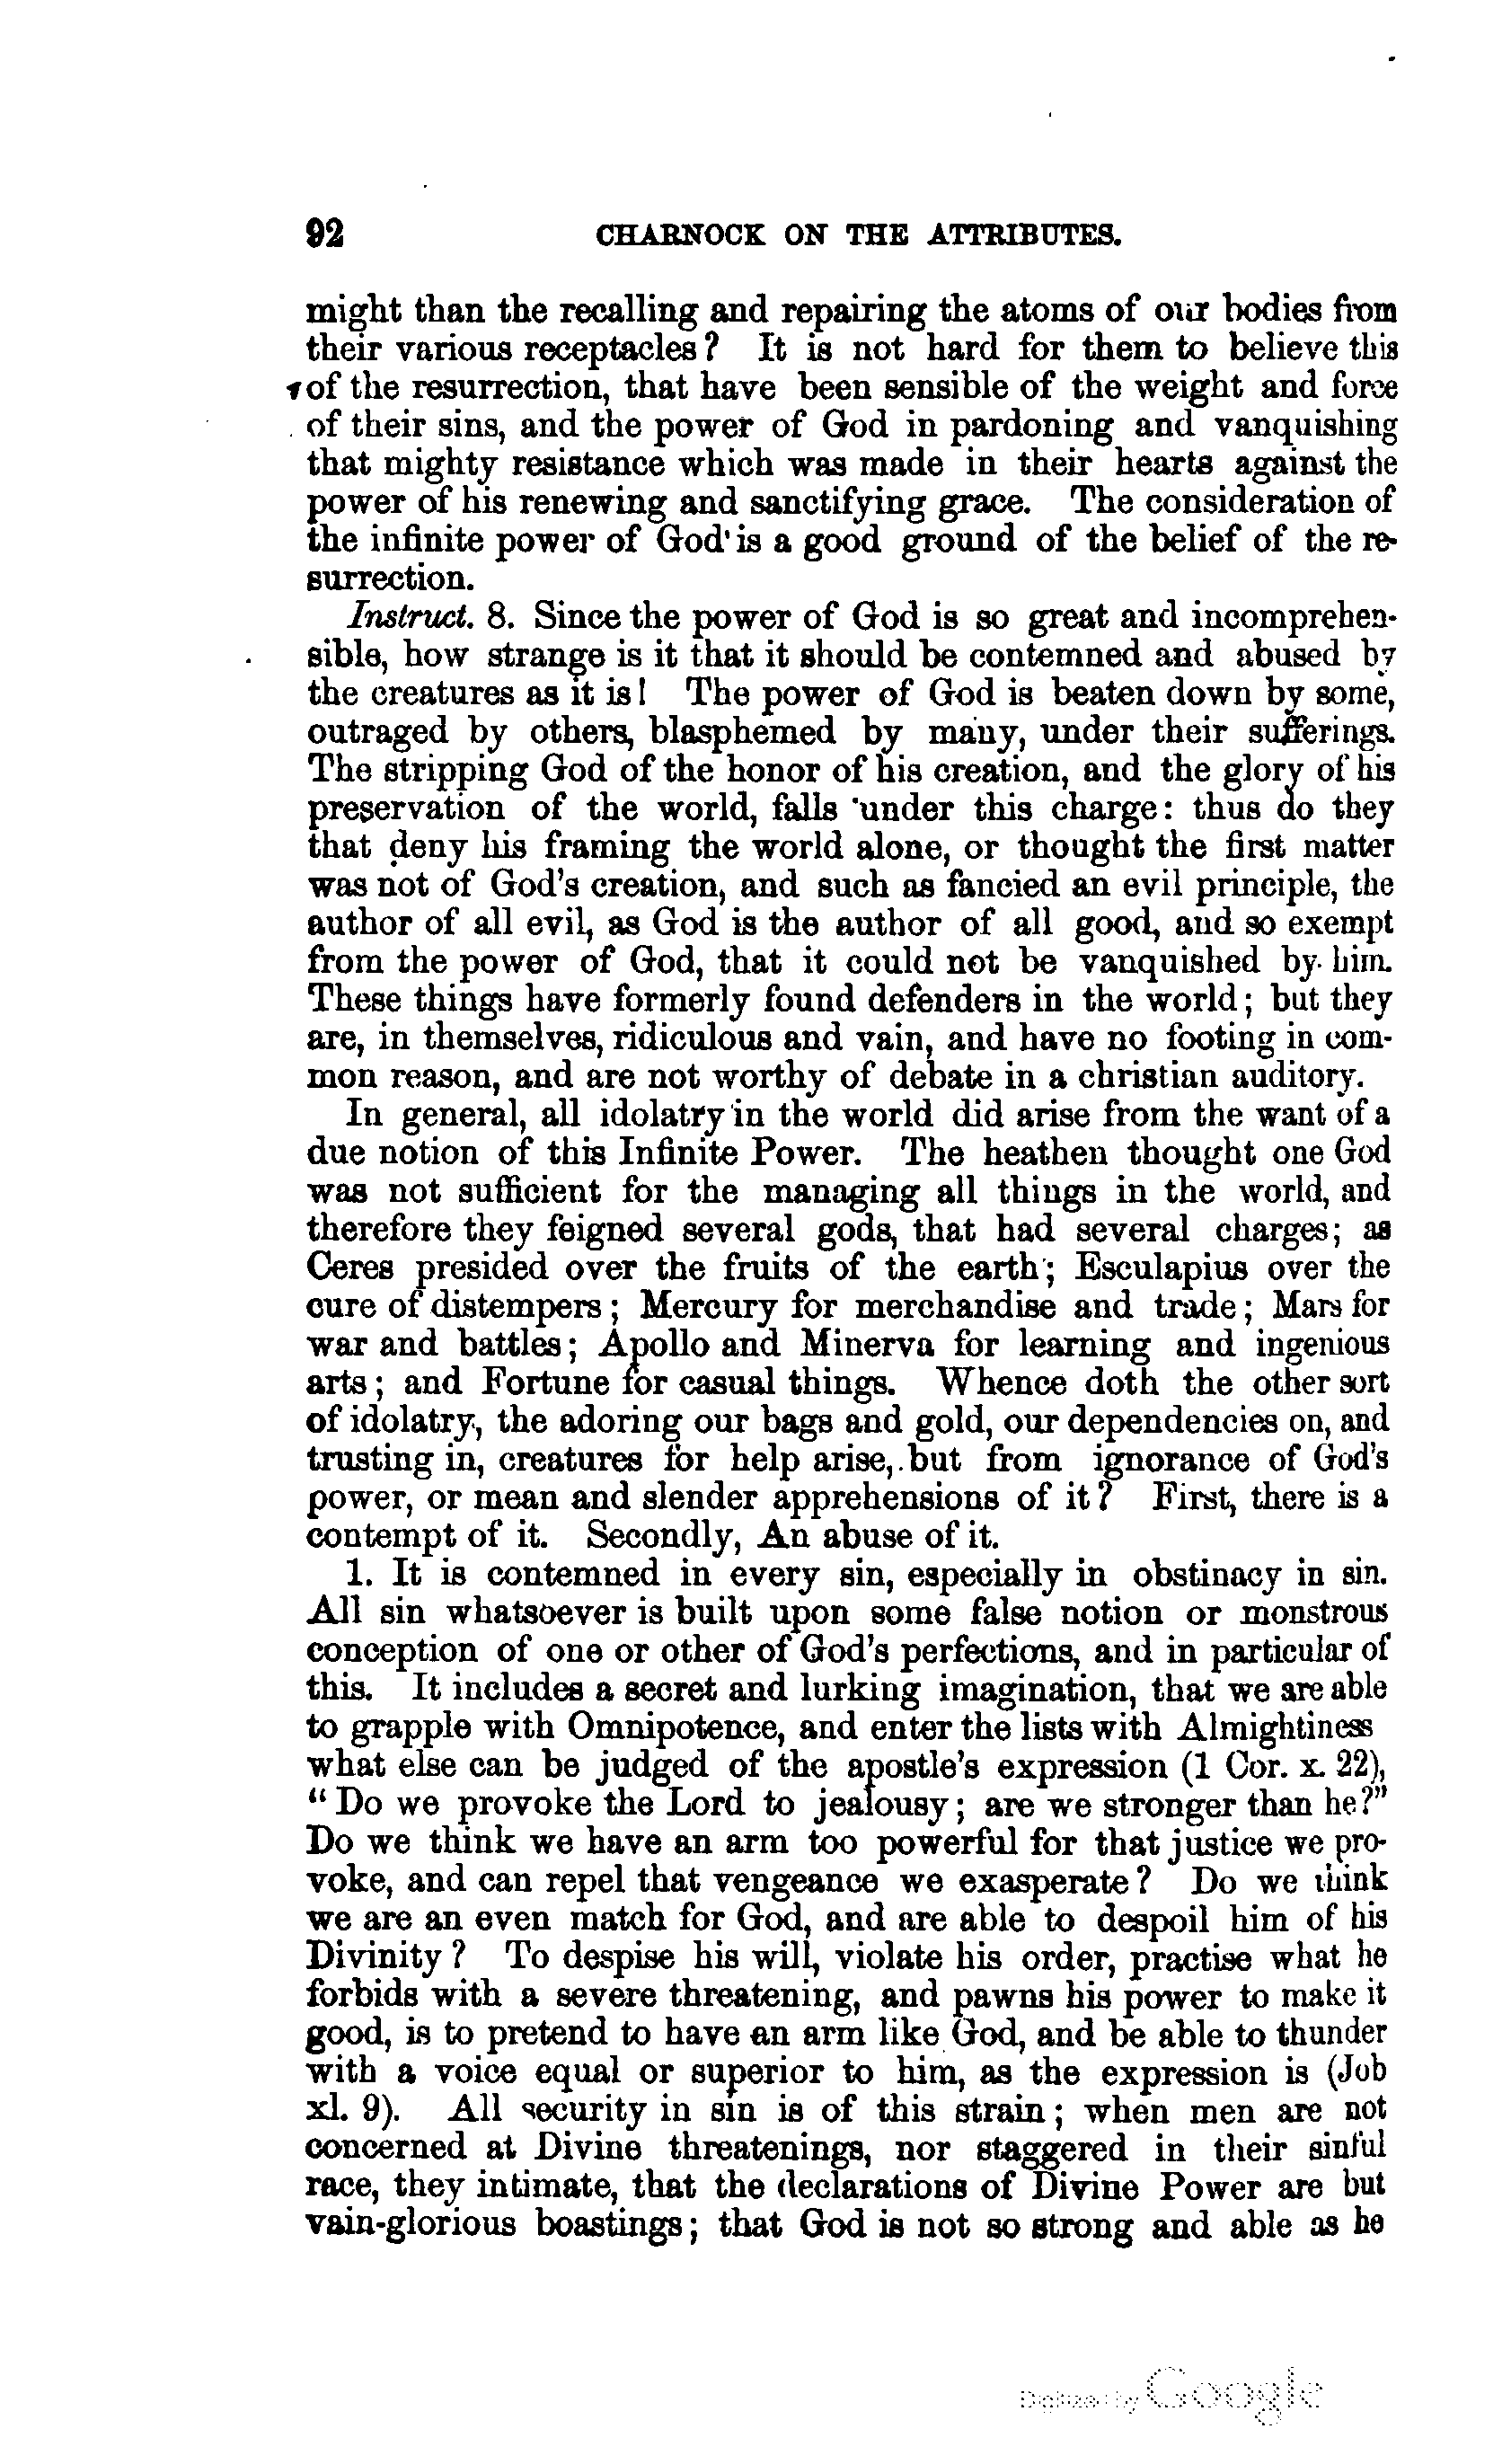 92 CHARNOCK ON THE ATTRIBUTES.
might than the recalling and repairing the atoms of our bodies from
their various receptacles? It is not hard for them to believe this
of the resurrection, that have been sensible of the weight and force
of their sins, and the power of God in pardoning and vanquishing
that mighty resistance which was made in their hearts against the
power of his renewing and sanctifying grace. The consideration of
the infinite power of God is a good ground of the belief of the re-
surrection.
Instruct. 8. Since the power of God is so great and incomprehen-
sible, how strange is it that it should be contemned and abused by
the creatures as it is! The power of God is beaten down by some,
outraged by others, blasphemed by many, under their sufferings.
The stripping God of the honor of his creation, and the glory of his
preservation of the world, falls under this charge: thus do they
that deny his framing the world alone, or thought the first matter
was not of God's creation, and such as fancied an evil principle, the
author of all evil, as God is the author of all good, and so exempt
from the power of God, that it could not be vanquished by him.
These things have formerly found defenders in the world; but they
are, in themselves, ridiculous and vain, and have no footing in com-
mon reason, and are not worthy of debate in a christian auditory.
In general, all idolatry in the world did arise from the want of a
due notion of this Infinite Power. The heathen thought one God
was not sufficient for the managing all things in the world, and
therefore they feigned several gods, that had several charges; as
Ceres presided over the fruits of the earth; Esculapius over the
cure of distempers; Mercury for merchandise and trade; Mars for
war and battles; Apollo and Minerva for learning and ingenious
arts; and Fortune for casual things. Whence doth the other sort
of idolatry, the adoring our bags and gold, our dependencies on, and
trusting in, creatures for help arise, but from ignorance of God's
power, or mean and slender apprehensions of it? First, there is a
contempt of it. Secondly, An abuse of it.
1. It is contemned in every sin, especially in obstinacy in sin.
All sin whatsoever is built upon some false notion or monstrous
conception of one or other of God's perfections, and in particular of
this. It includes a secret and lurking imagination, that we are able
to grapple with Omnipotence, and enter the lists with Almightiness
what else can be judged of the apostle's expression (1 Cor. x. 22),
"Do we provoke the Lord to jealousy; are we stronger than he?"
Do we think we have an arm too powerful for that justice we pro-
voke, and can repel that vengeance we exasperate? Do we think
we are an even match for God, and are able to despoil him of his
Divinity? To despise his will, violate his order, practise what he
forbids with a severe threatening, and pawns his power to make it
good, is to pretend to have an arm like God, and be able to thunder
with a voice equal or superior to him, as the expression is (Job
xl. 9). All security in sin is of this strain; when men are not
concerned at Divine threatenings, nor staggered in their sinful
race, they intimate, that the declarations of Divine Power are but
vain-glorious boastings; that God is not so strong and able as he
Digitized by Google